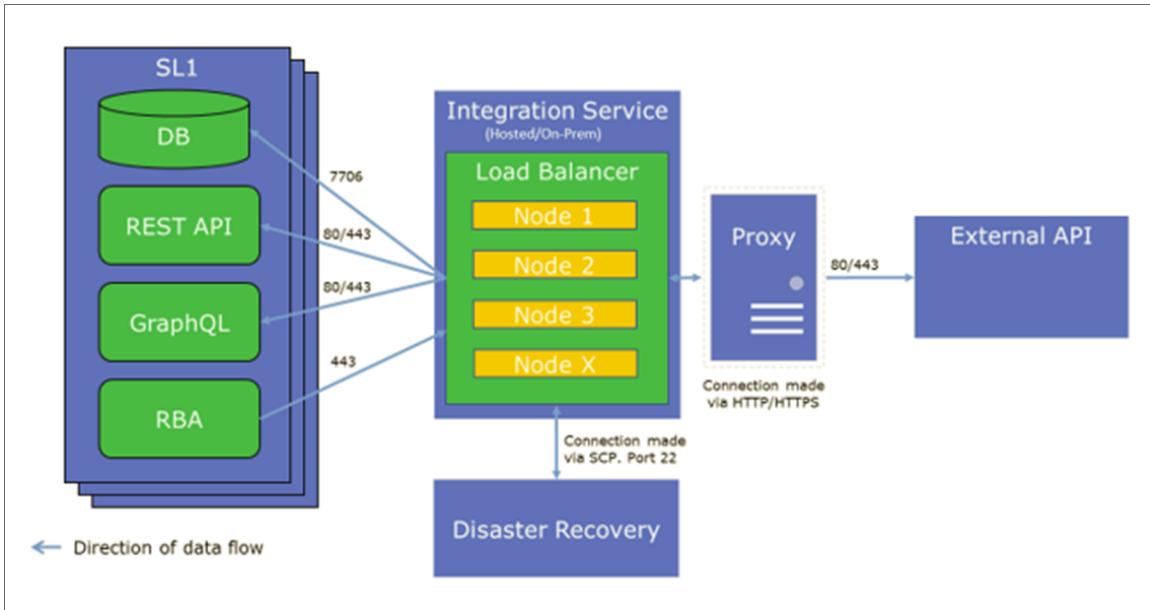 SL1
DB
REST API
GraphQL
RBA
7706
80/443
80/443
443
Integration Service
(Hosted/On-Prem)
Load Balancer
Node 1
Node 2
Node 3
Node X
Proxy
Connection made
via HTTP/HTTPS
80/443
External API
Connection made
via SCP. Port 22
Disaster Recovery
Direction of data flow